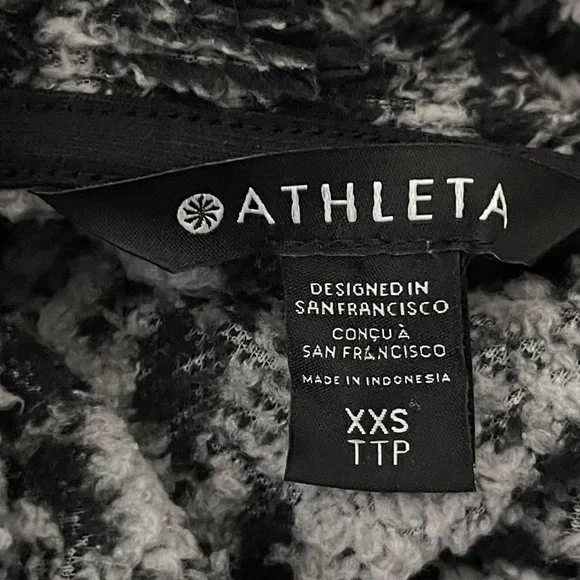 ATHLETA
DESIGNED IN
SAN FRANCISCO
CONÇU À
SAN FRANCISCO
MADE IN INDONESIA
XXS
TTP